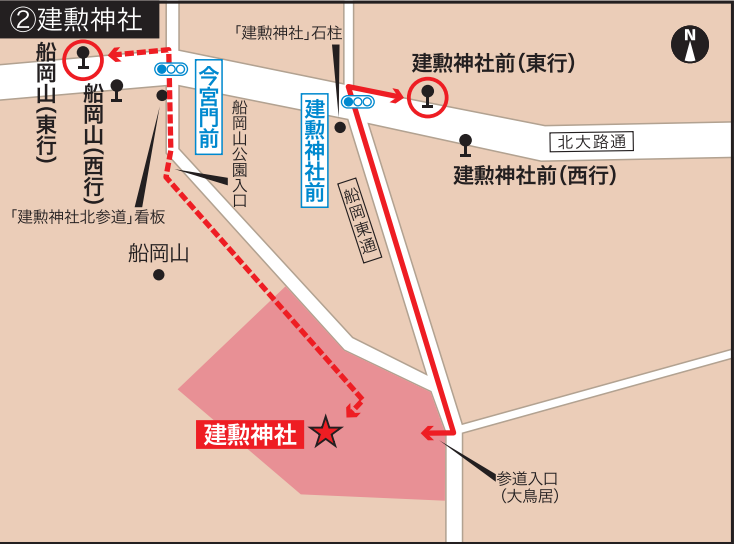 ②建勲神社
「建勲神社」石柱
N
建勲神社前(東行)
船岡山(東行)
船岡山(西行)
今宮門前
船岡山公園入口
建勲神社前
北大路通
建勲神社前(西行)
船岡東通
「建勲神社北参道」看板
船岡山
建勲神社
参道入口
(大鳥居)